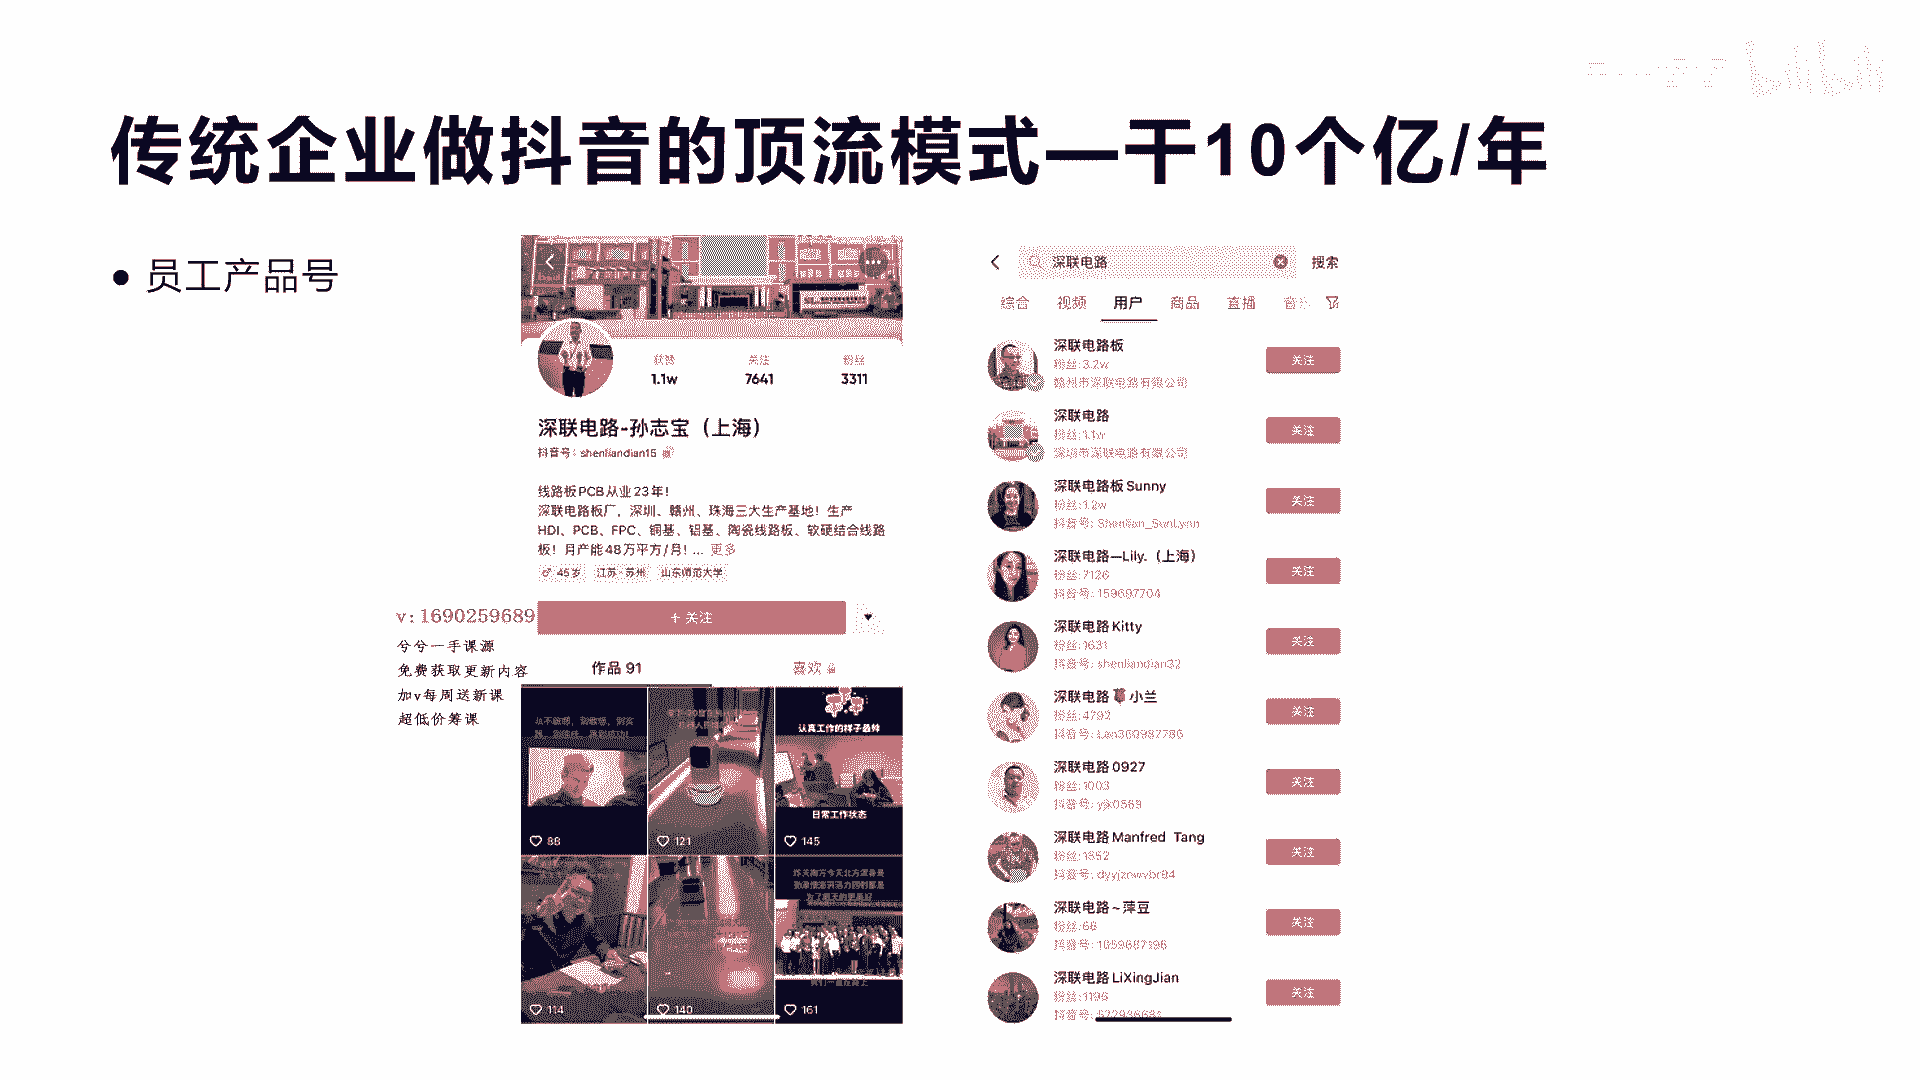 bilibili
传统企业做抖音的顶流模式—干10个亿/年
● 员工产品号
获赞 关注 粉丝
1.1w 7641 3311
深联电路-孙志宝（上海）
抖音号：shenliandian15
线路板PCB从业23年！
深联电路板厂，深圳、赣州、珠海三大生产基地！生产
HDI、PCB、FPC、铜基、铝基、陶瓷线路板、软硬结合线路
板！月产能48万平方/月！... 更多
♂ 45岁 江苏·苏州 山东师范大学
+ 关注
作品 91 喜欢
v:1690259689
兮兮一手课源
免费获取更新内容
加v每周送新课
超低价筹课
认真工作的样子最帅
日常工作状态
88
121
145
昨天南方今天北方浑身是
114
140
161
深联电路 搜索
综合 视频 用户 商品 直播
深联电路板
粉丝:3.2w
赣州市深联电路有限公司
关注
深联电路
粉丝:1.1w
深圳市深联电路有限公司
关注
深联电路板 Sunny
粉丝:1.2w
抖音号: Shenlian_SunLynn
关注
深联电路—Lily.（上海）
粉丝:7126
抖音号: 159697704
关注
深联电路 Kitty
粉丝:1631
抖音号: shenliandian32
关注
深联电路🌷小兰
粉丝:4792
抖音号: Lan360987786
关注
深联电路 0927
粉丝:1003
抖音号: yjk0569
关注
深联电路 Manfred Tang
粉丝:1652
抖音号: dyyjznwvbr94
关注
深联电路～萍豆
粉丝:66
抖音号: 1659687196
关注
深联电路 LiXingJian
粉丝:1196
抖音号:
关注